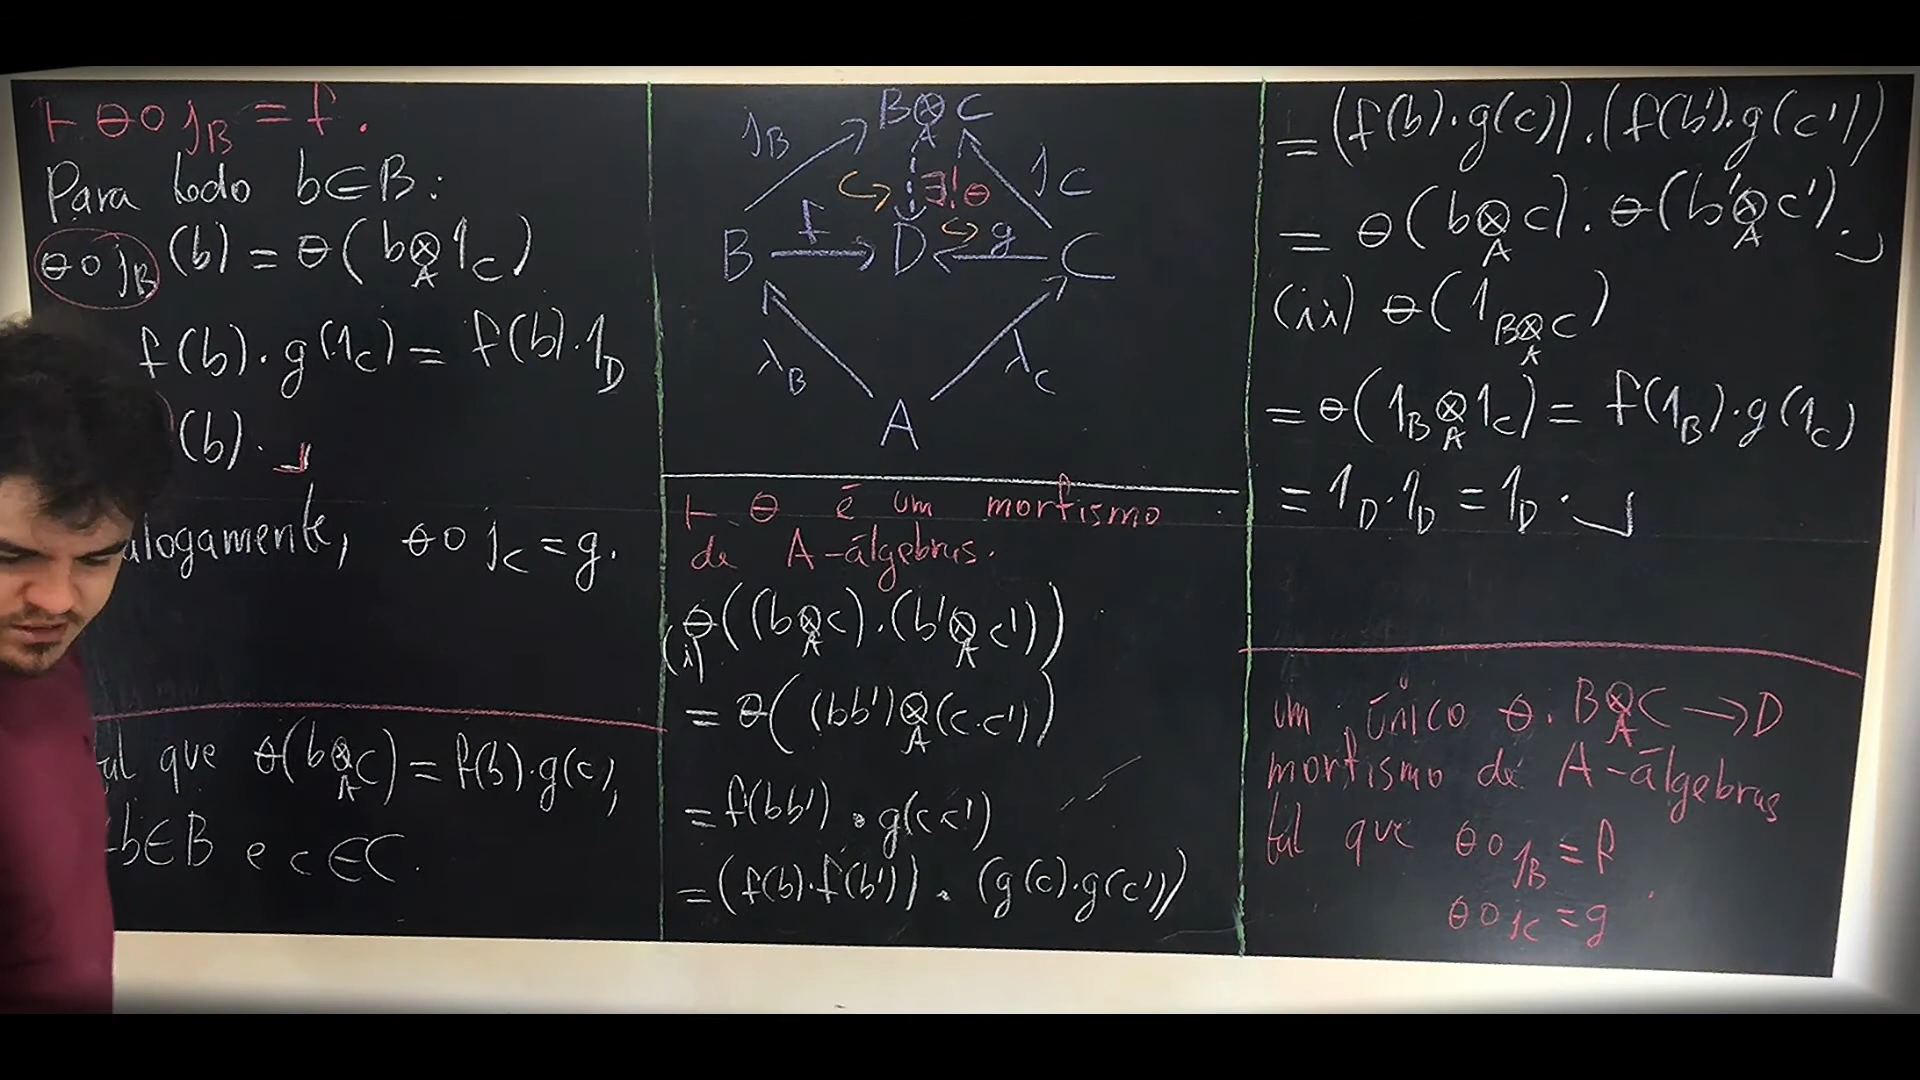 ⊢ θ∘j_B = f.
Para todo b∈B:
θ∘j_B (b) = θ(b⊗_A 1_C)
f(b)·g(1_C) = f(b)·1_D
(b).
alogamente, θ∘j_C = g.
al que θ(b⊗_A c) = f(b)·g(c),
b∈B e c∈C.
B⊗_A C
j_B ∃!θ j_C
f g
B D C
λ_B λ_C
A
⊢ θ é um morfismo
de A-álgebras.
(i) θ((b⊗_A c)·(b'⊗_A c'))
= θ((bb')⊗_A(c·c'))
= f(bb')·g(cc')
= (f(b)·f(b'))·(g(c)·g(c'))
= (f(b)·g(c))·(f(b')·g(c'))
= θ(b⊗_A c)·θ(b'⊗_A c').
(ii) θ(1_{B⊗_A C})
= θ(1_B⊗_A 1_C) = f(1_B)·g(1_C)
= 1_D·1_D = 1_D.
um único θ: B⊗_A C → D
morfismo de A-álgebras
tal que θ∘j_B = f
θ∘j_C = g